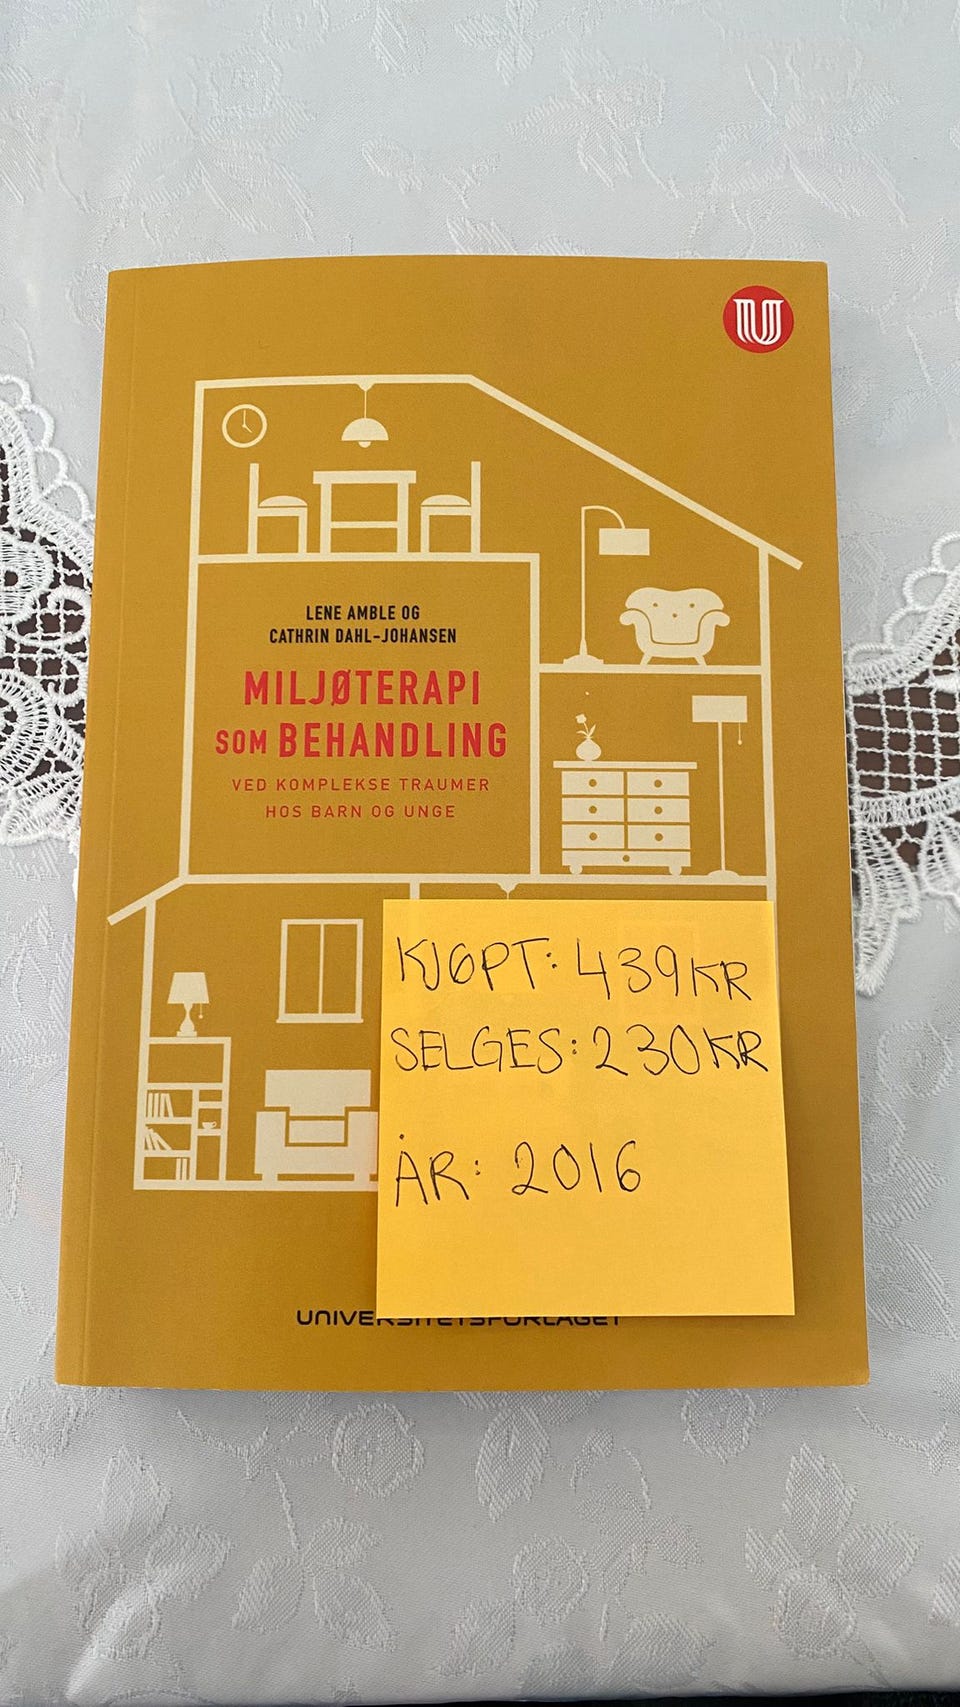 LENE AMBLE OG
CATHRIN DAHL-JOHANSEN
MILJØTERAPI
SOM BEHANDLING
VED KOMPLEKSE TRAUMER
HOS BARN OG UNGE
KJØPT: 439KR
SELGES: 230KR
ÅR: 2016
UNIVERSITETSFORLAGET